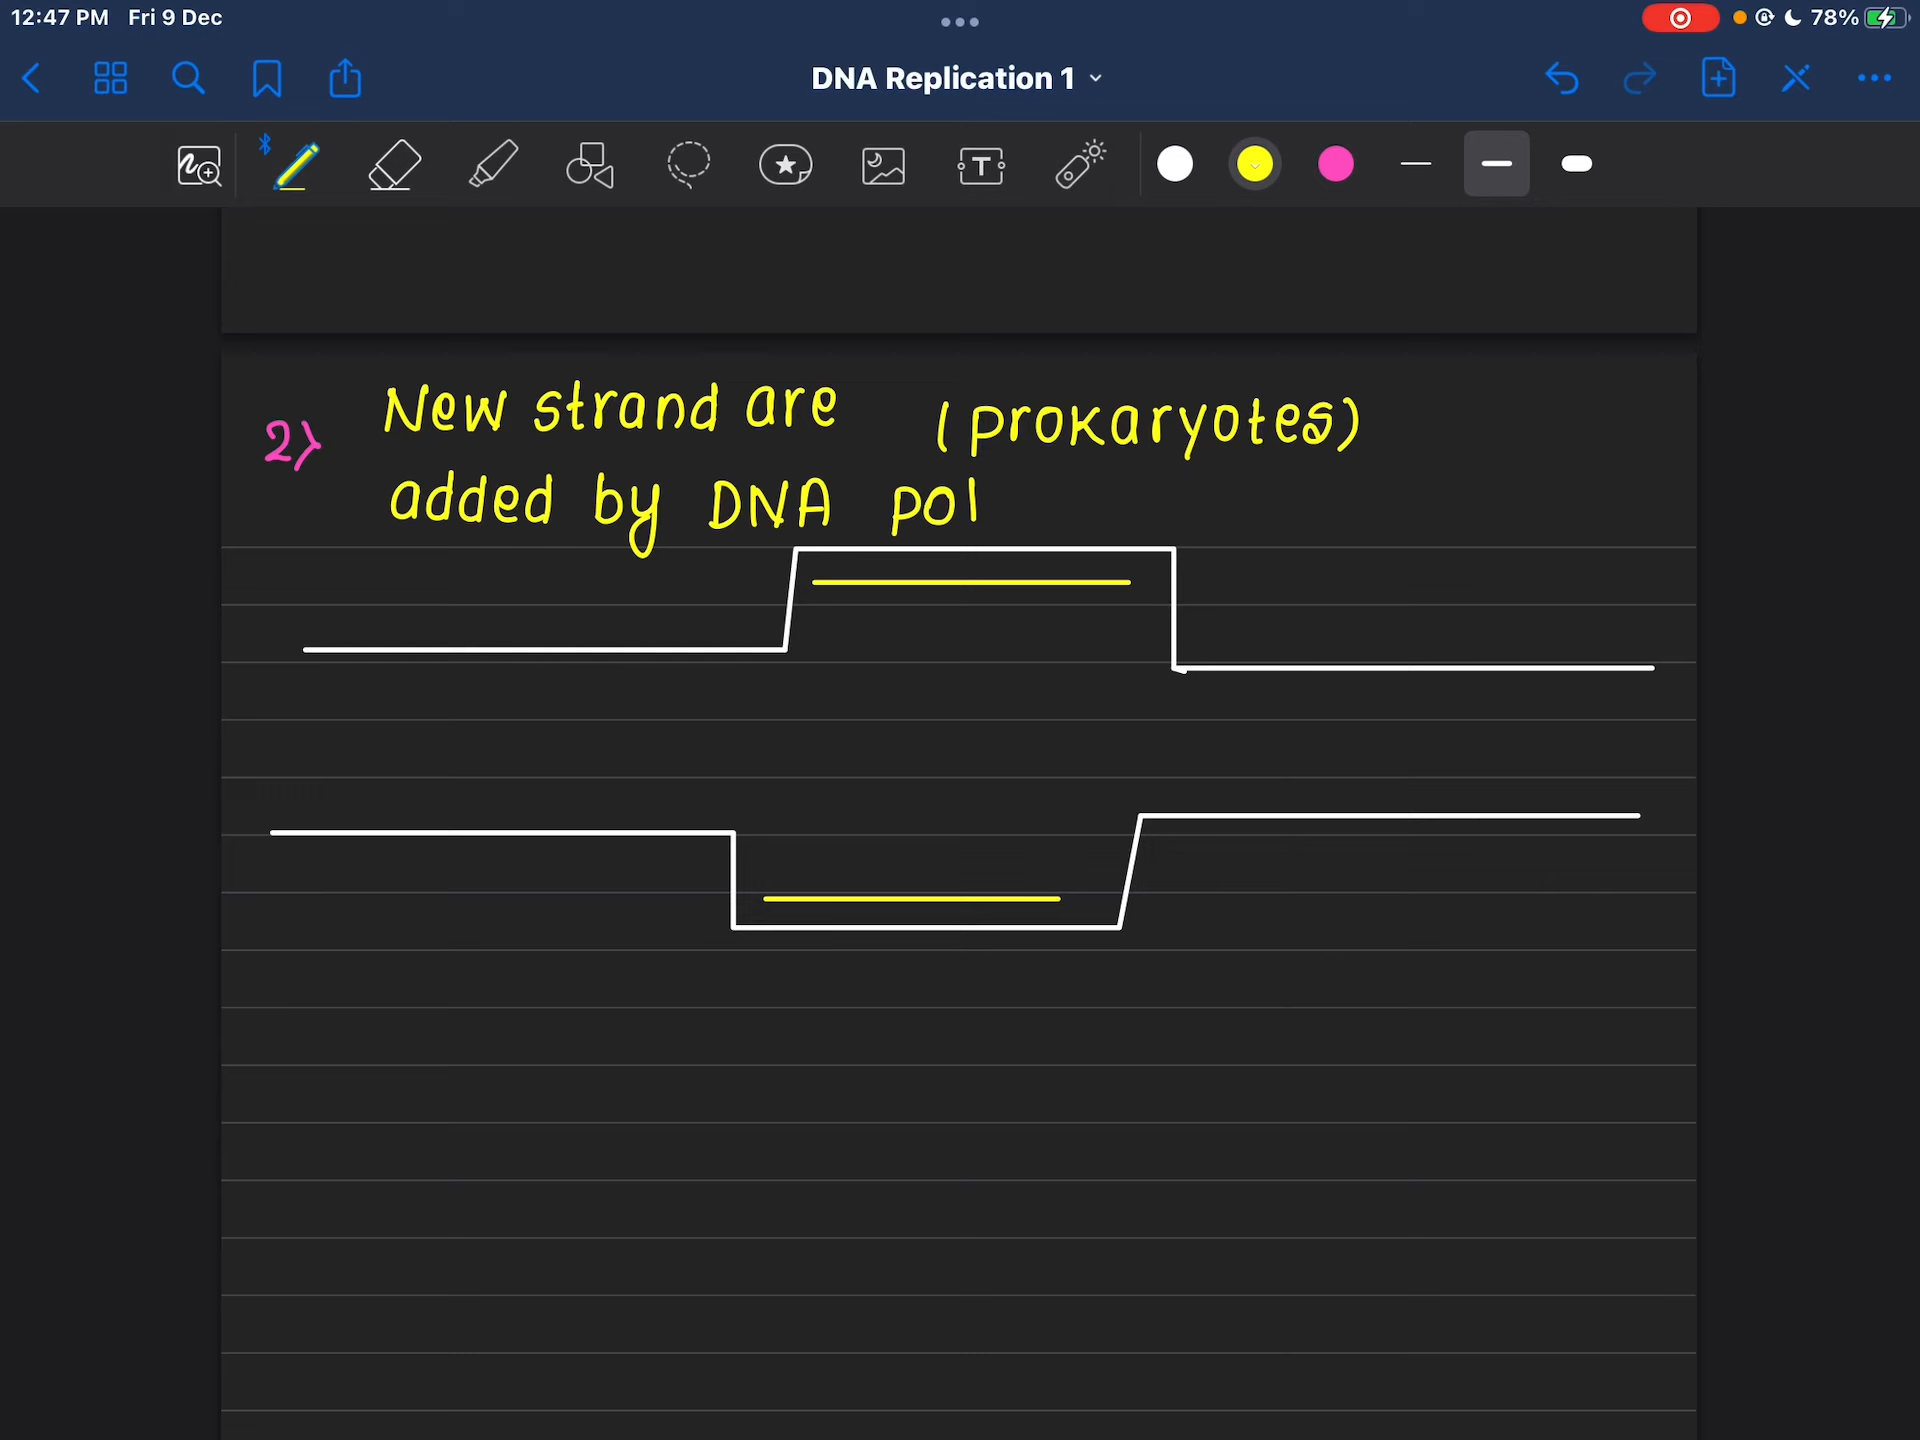 12:47 PM Fri 9 Dec
78%
DNA Replication 1
2) New strand are (prokaryotes)
added by DNA pol